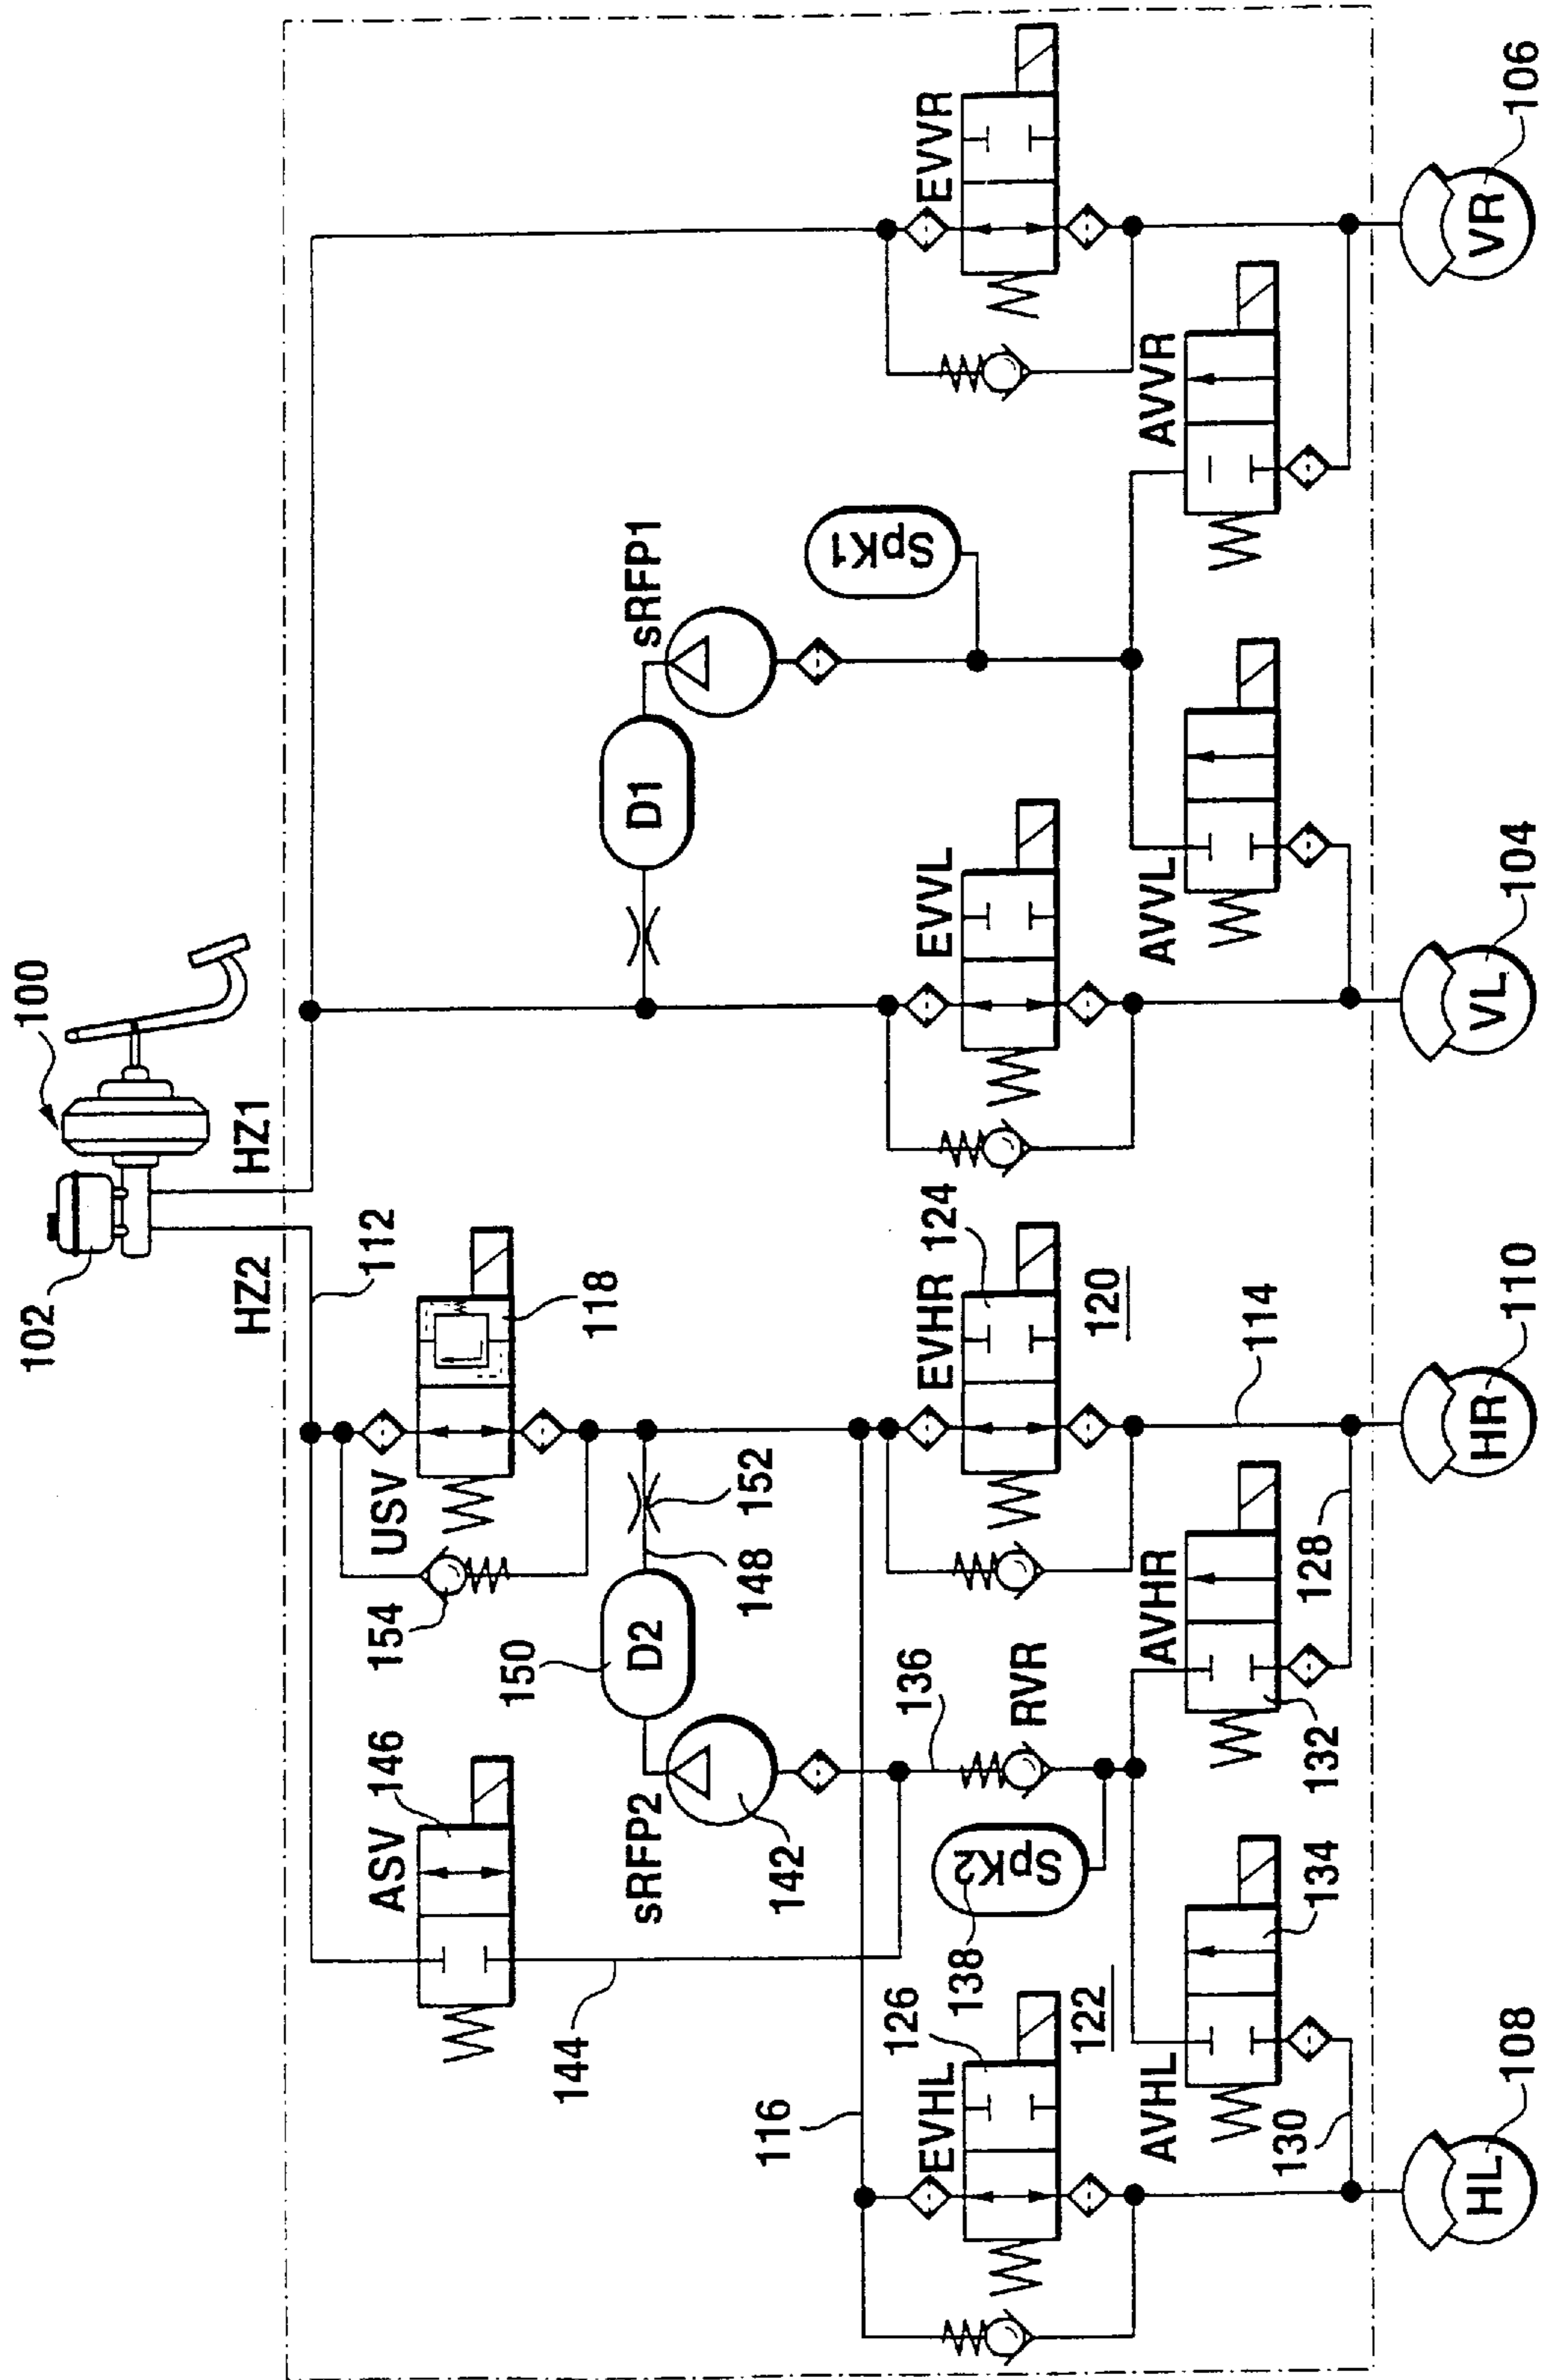 100
102
HZ2
HZ1
112
ASV
146
USV
118
154
144
sRFP2
142
150
D2
148
152
D1
sRFP1
SpK1
116
EVHL
126
122
138
SpK2
136
RVR
EVHR
124
120
114
EVVL
EVVR
AVHL
134
130
AVHR
132
128
AVVL
AVVR
HL
108
HR
110
VL
104
VR
106